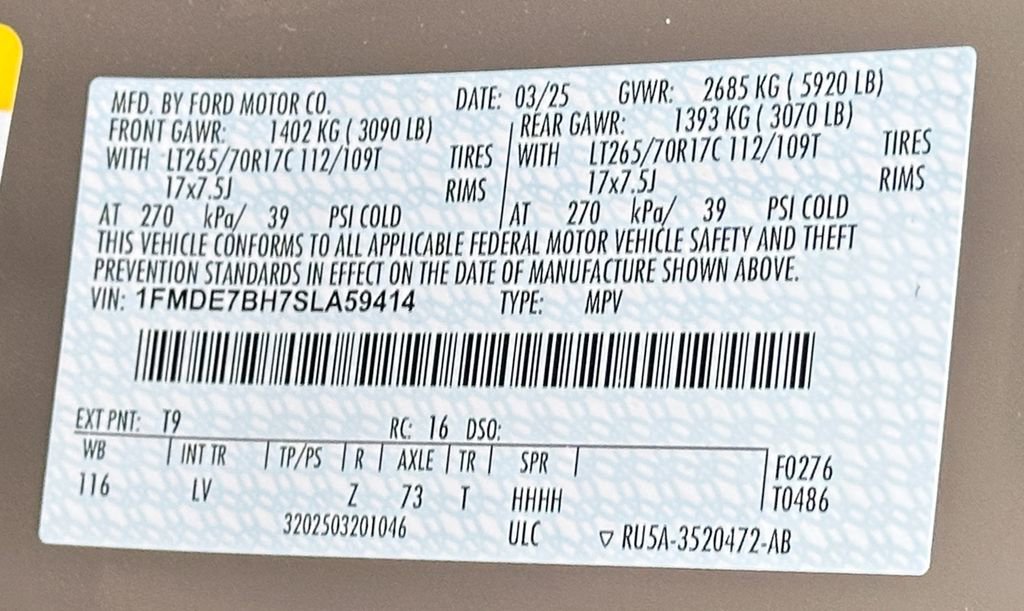 MFD. BY FORD MOTOR CO. DATE: 03/25 GVWR: 2685 KG ( 5920 LB)
FRONT GAWR: 1402 KG ( 3090 LB) REAR GAWR: 1393 KG ( 3070 LB)
WITH LT265/70R17C 112/109T TIRES WITH LT265/70R17C 112/109T TIRES
17x7.5J RIMS 17x7.5J RIMS
AT 270 kPa/ 39 PSI COLD AT 270 kPa/ 39 PSI COLD
THIS VEHICLE CONFORMS TO ALL APPLICABLE FEDERAL MOTOR VEHICLE SAFETY AND THEFT
PREVENTION STANDARDS IN EFFECT ON THE DATE OF MANUFACTURE SHOWN ABOVE.
VIN: 1FMDE7BH7SLA59414 TYPE: MPV
EXT PNT: T9 RC: 16 DSO:
WB INT TR TP/PS R AXLE TR SPR F0276
116 LV Z 73 T HHHH T0486
3202503201046 ULC ▽ RU5A-3520472-AB